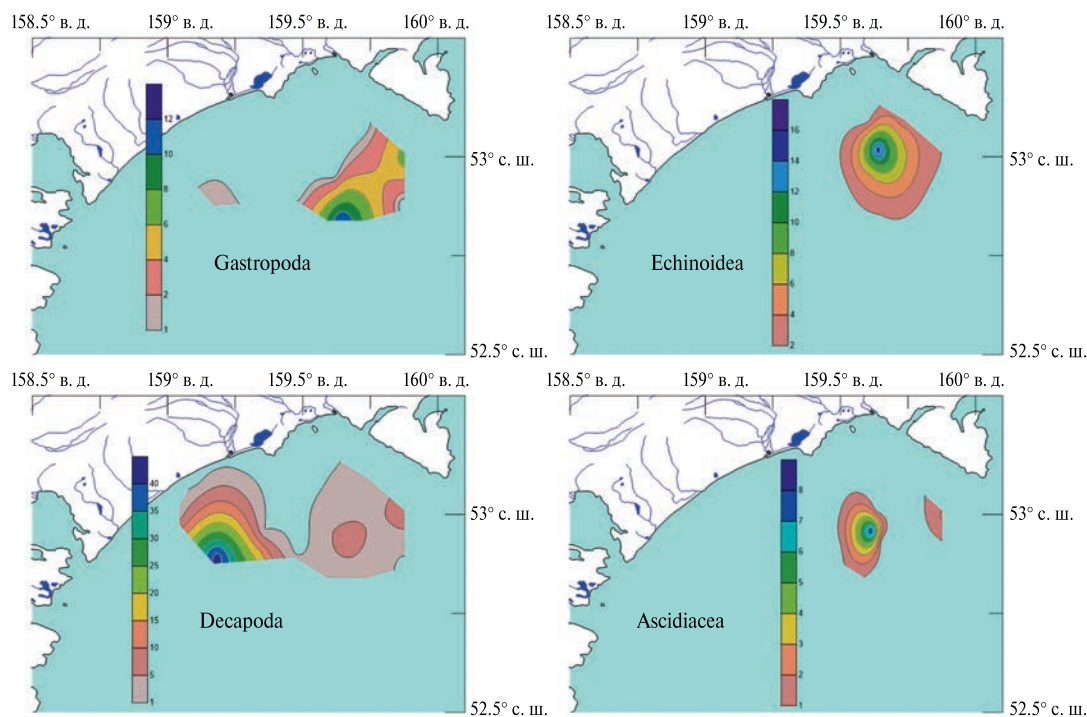 158.5° в. д. 159° в. д. 159.5° в. д. 160° в. д.
12
10
8
6
4
2
1
53° с. ш.
Gastropoda
52.5° с. ш.
158.5° в. д. 159° в. д. 159.5° в. д. 160° в. д.
16
14
12
10
8
6
4
2
53° с. ш.
Echinoidea
52.5° с. ш.
158.5° в. д. 159° в. д. 159.5° в. д. 160° в. д.
40
35
30
25
20
15
10
5
1
53° с. ш.
Decapoda
52.5° с. ш.
158.5° в. д. 159° в. д. 159.5° в. д. 160° в. д.
8
7
6
5
4
3
2
1
53° с. ш.
Ascidiacea
52.5° с. ш.